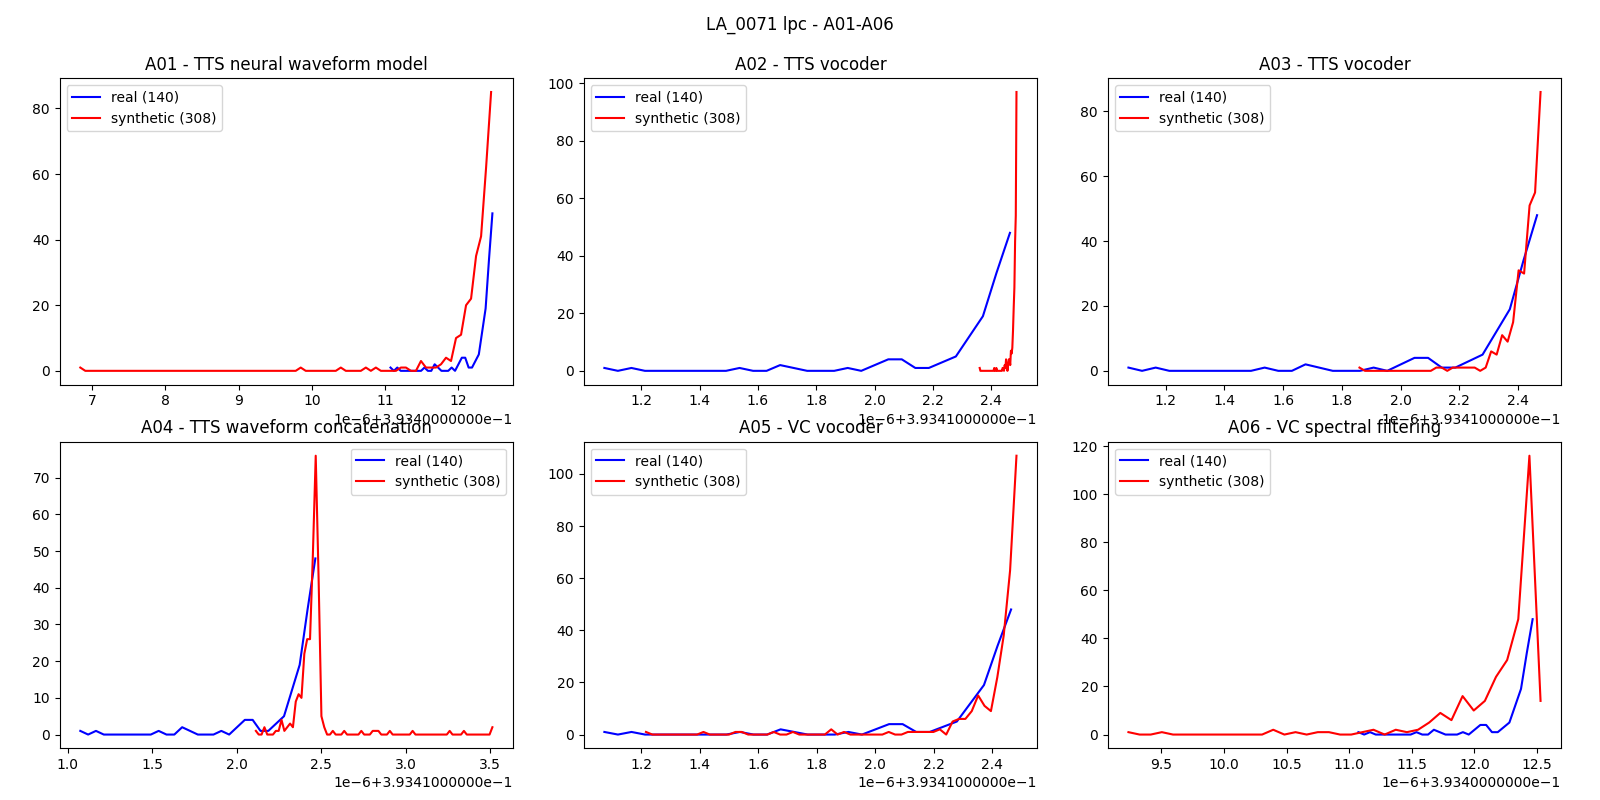 LA_0071 lpc - A01-A06
A01 - TTS neural waveform model
real (140)
synthetic (308)
80
60
40
20
0
7 8 9 10 11 12
1e-6+3.9340000000e-1
A02 - TTS vocoder
real (140)
synthetic (308)
100
80
60
40
20
0
1.2 1.4 1.6 1.8 2.0 2.2 2.4
1e-6+3.9341000000e-1
A03 - TTS vocoder
real (140)
synthetic (308)
80
60
40
20
0
1.2 1.4 1.6 1.8 2.0 2.2 2.4
1e-6+3.9341000000e-1
A04 - TTS waveform concatenation
real (140)
synthetic (308)
70
60
50
40
30
20
10
0
1.0 1.5 2.0 2.5 3.0 3.5
1e-6+3.9341000000e-1
A05 - VC vocoder
real (140)
synthetic (308)
100
80
60
40
20
0
1.2 1.4 1.6 1.8 2.0 2.2 2.4
1e-6+3.9341000000e-1
A06 - VC spectral filtering
real (140)
synthetic (308)
120
100
80
60
40
20
0
9.5 10.0 10.5 11.0 11.5 12.0 12.5
1e-6+3.9340000000e-1